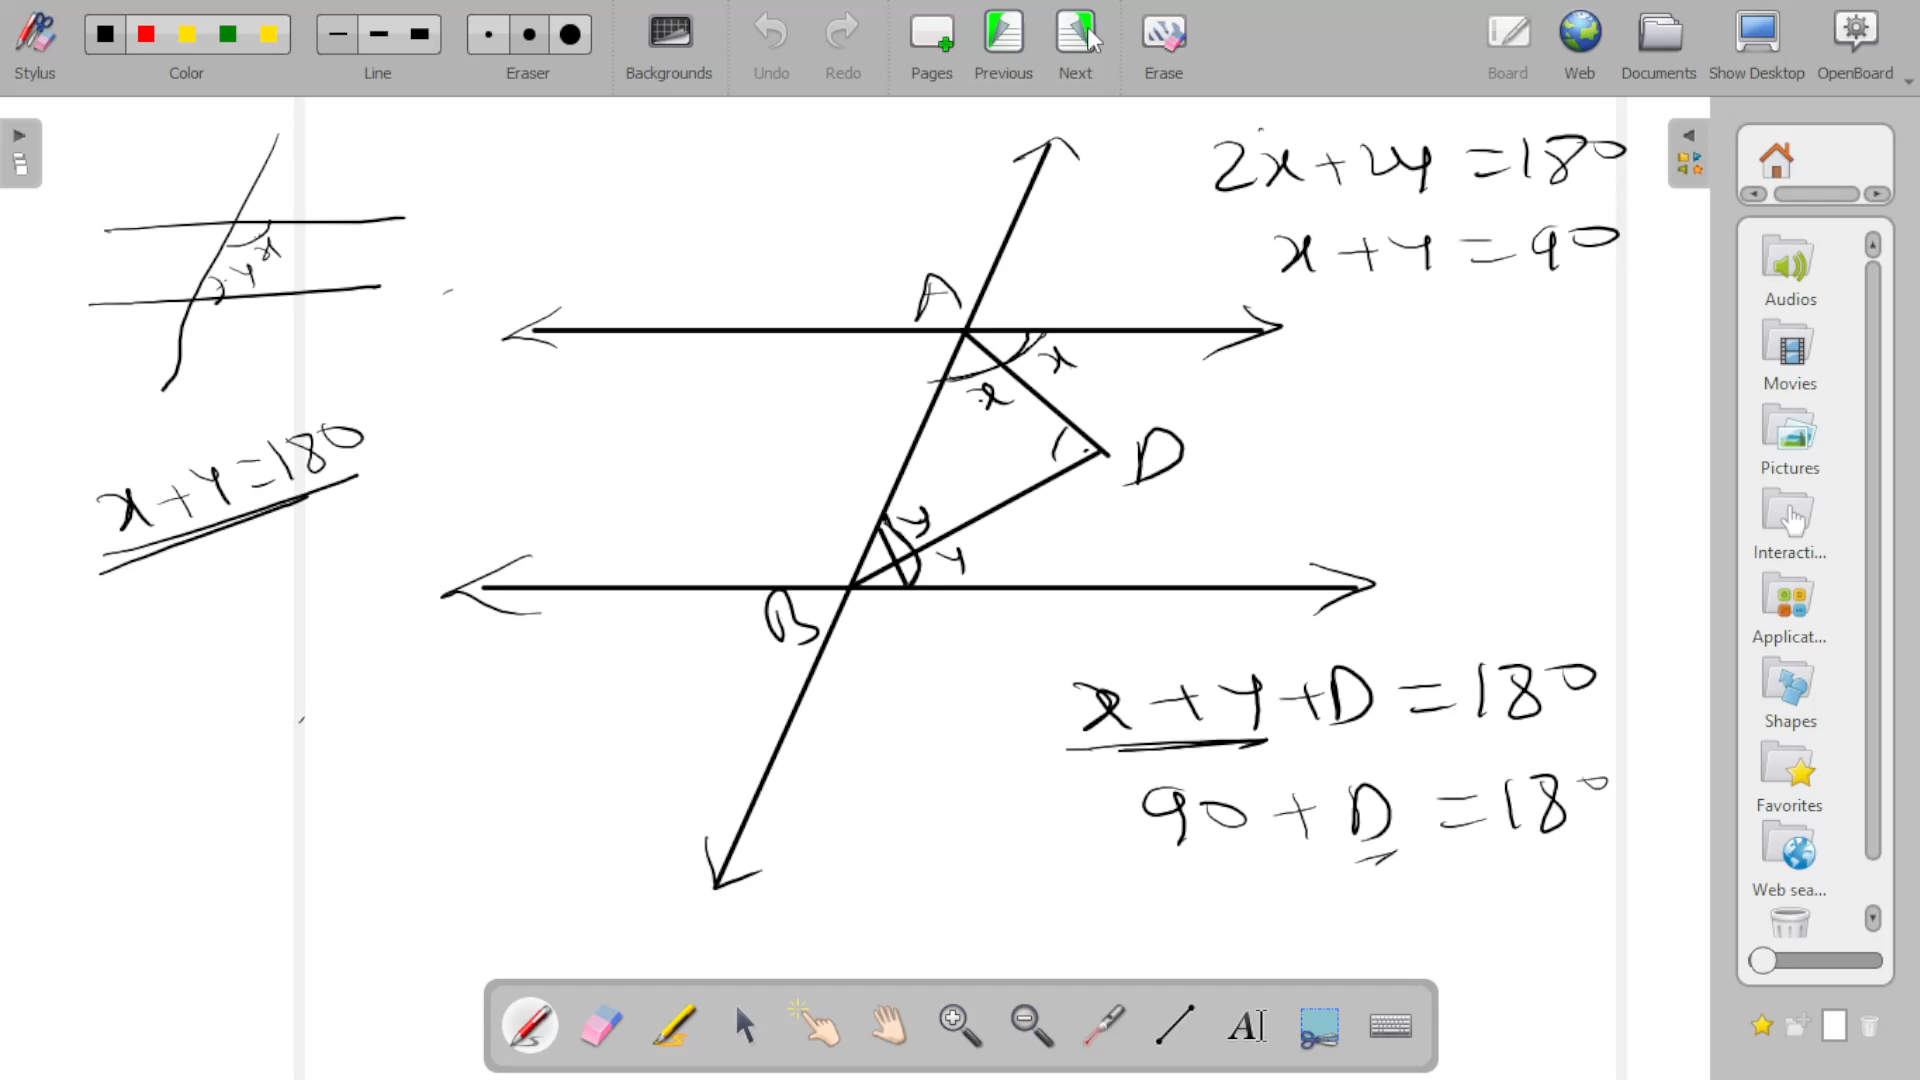 Stylus
Color
Line
Eraser
Backgrounds
Undo
Redo
Pages
Previous
Next
Erase
Board
Web
Documents
Show Desktop
OpenBoard
x
y
x+y=180
A
x
x
D
y
y
B
2x+2y=180
x+y=90
x+y+D=180
90+D=180
Audios
Movies
Pictures
Interacti...
Applicat...
Shapes
Favorites
Web sea...